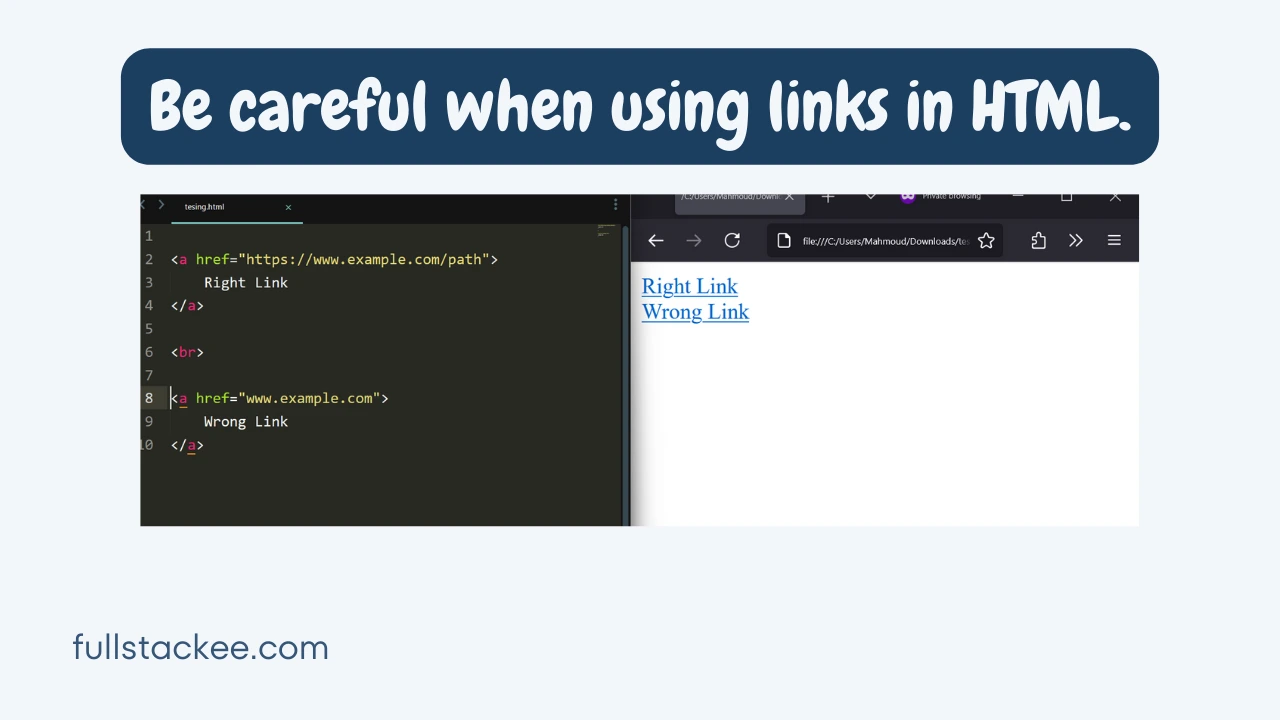 Be careful when using links in HTML.
tesing.html
1
2 <a href="https://www.example.com/path">
3 Right Link
4 </a>
5
6 <br>
7
8 <a href="www.example.com">
9 Wrong Link
10 </a>
/C:/Users/Mahmoud/Downl
Private browsing
file:///C:/Users/Mahmoud/Downloads/tes
Right Link
Wrong Link
fullstackee.com